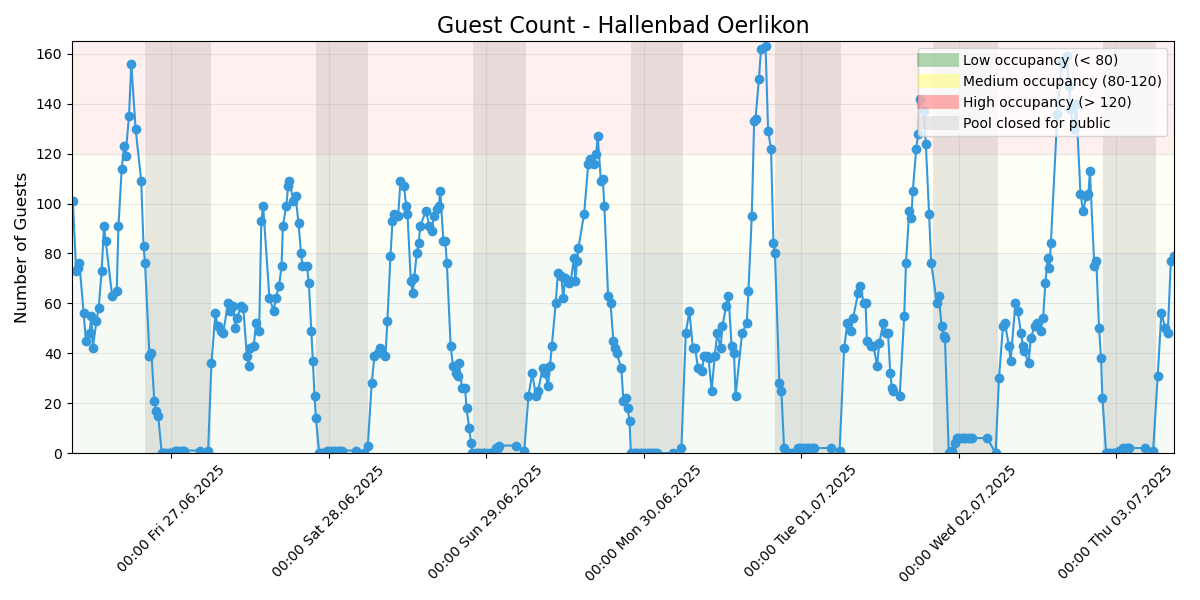 Guest Count - Hallenbad Oerlikon
Low occupancy (< 80)
Medium occupancy (80-120)
High occupancy (> 120)
Pool closed for public
Number of Guests
160
140
120
100
80
60
40
20
0
00:00 Fri 27.06.2025
00:00 Sat 28.06.2025
00:00 Sun 29.06.2025
00:00 Mon 30.06.2025
00:00 Tue 01.07.2025
00:00 Wed 02.07.2025
00:00 Thu 03.07.2025